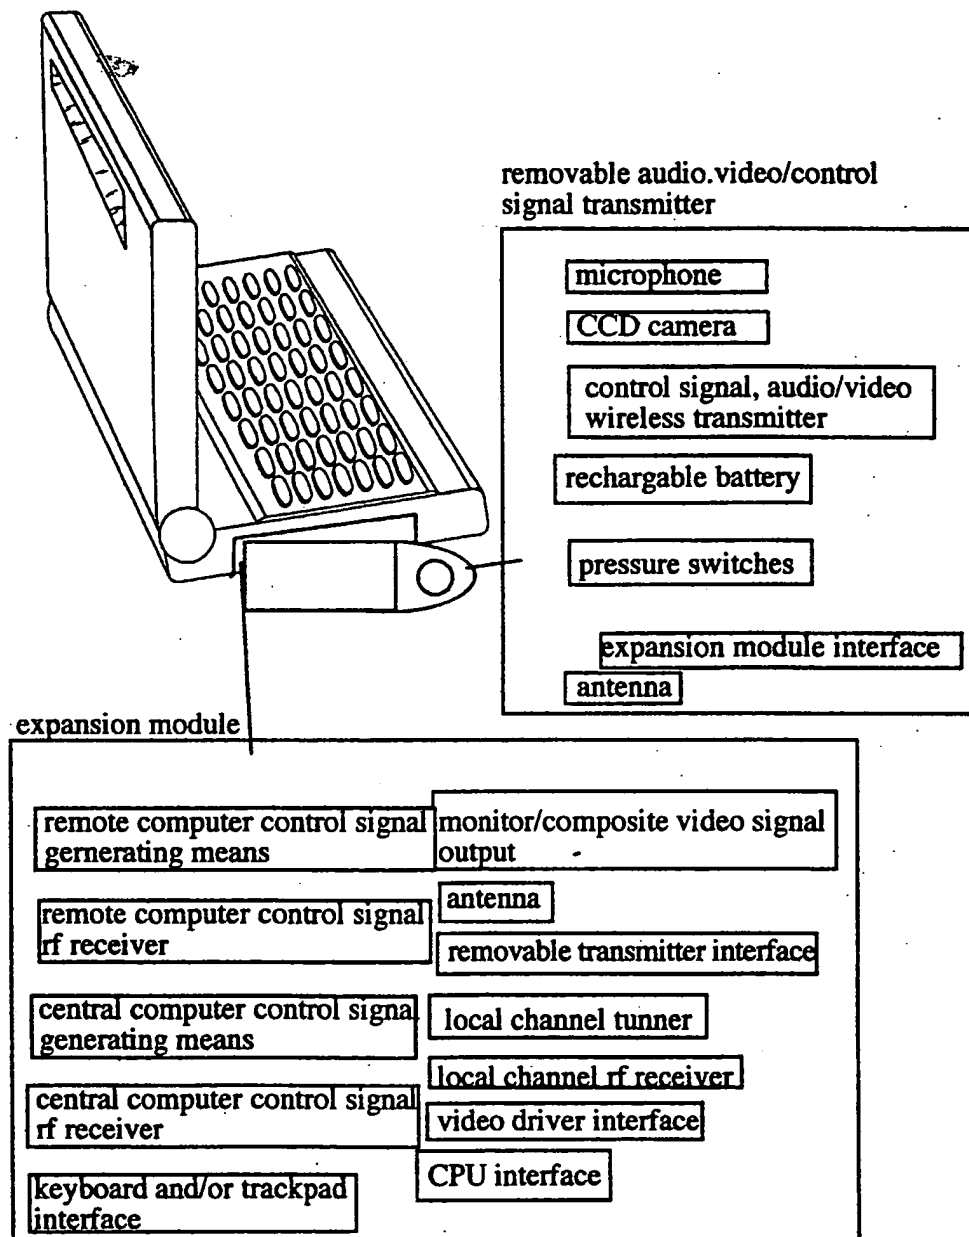 removable audio.video/control
signal transmitter
microphone
CCD camera
control signal, audio/video
wireless transmitter
rechargable battery
pressure switches
expansion module interface
antenna
expansion module
remote computer control signal
gernerating means
remote computer control signal
rf receiver
central computer control signal
generating means
central computer control signal
rf receiver
keyboard and/or trackpad
interface
monitor/composite video signal
output
antenna
removable transmitter interface
local channel tunner
local channel rf receiver
video driver interface
CPU interface